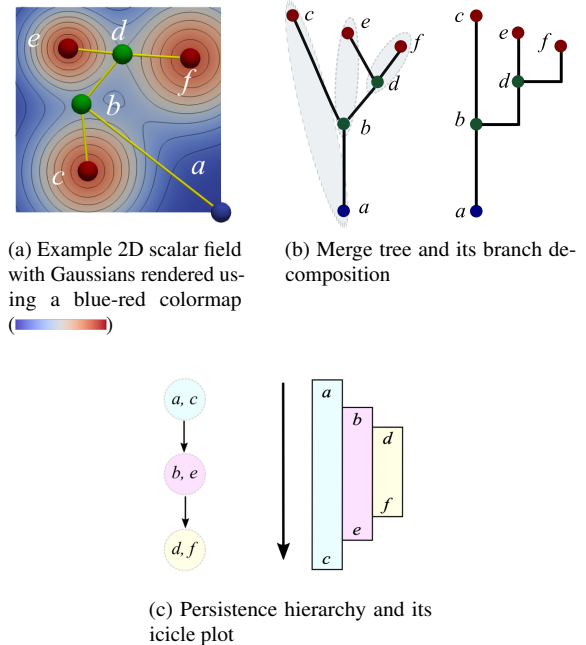 e
d
f
b
a
c
(a) Example 2D scalar field
with Gaussians rendered us-
ing a blue-red colormap
( )
c
e
f
d
b
a
c
e
f
d
b
a
(b) Merge tree and its branch de-
composition
a, c
b, e
d, f
a
b
d
f
e
c
(c) Persistence hierarchy and its
icicle plot